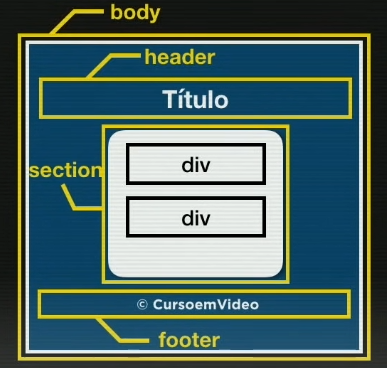 body
header
Título
section
div
div
© CursoemVideo
footer